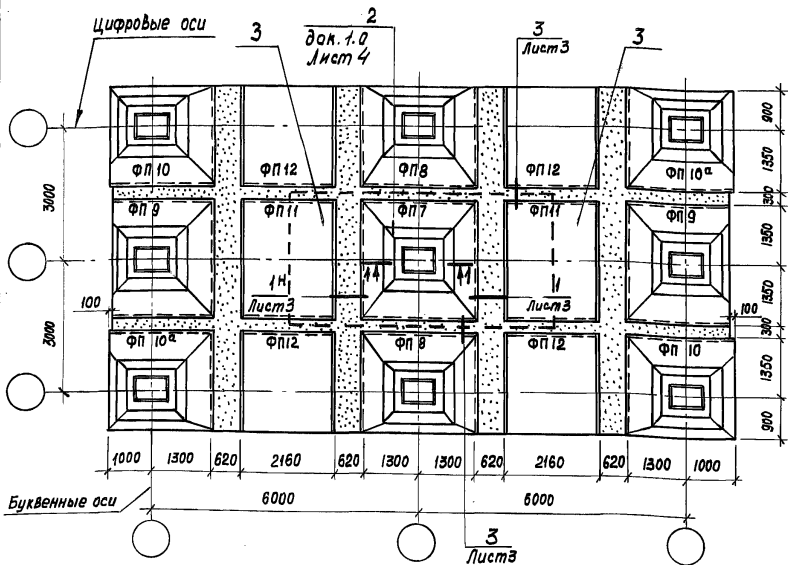 Цифровые оси
3
2
док. 1.0
Лист 4
3
Лист 3
3
ФП 10
ФП 12
ФП 8
ФП 12
ФП 10ᵃ
900
1350
300
1350
1350
300
1350
900
3000
3000
ФП 9
ФП 11
ФП 7
ФП 11
ФП 9
1н
Лист 3
1
1
1
Лист 3
100
100
ФП 10ᵃ
ФП 12
ФП 8
ФП 12
ФП 10
1000
1300
620
2160
620
1300
1300
620
2160
620
1300
1000
Буквенные оси
6000
6000
3
Лист 3